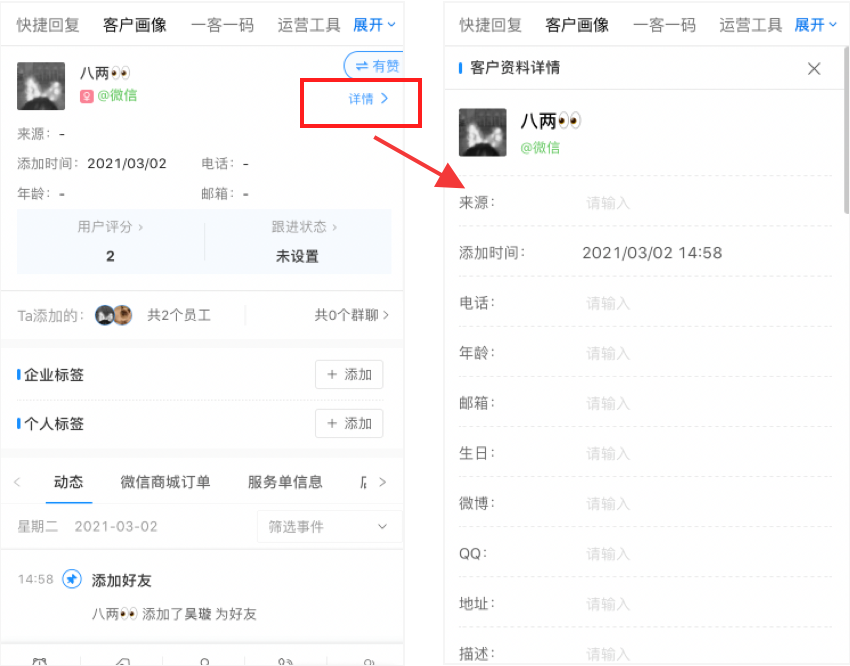 快捷回复 客户画像 一客一码 运营工具 展开
八两👀
有赞
@微信
详情
来源: -
添加时间: 2021/03/02 电话: -
年龄: - 邮箱: -
用户评分 跟进状态
2 未设置
Ta添加的: 共2个员工 共0个群聊
企业标签 + 添加
个人标签 + 添加
动态 微信商城订单 服务单信息
星期二 2021-03-02 筛选事件
14:58 添加好友
八两👀 添加了吴璇 为好友
快捷回复 客户画像 一客一码 运营工具 展开
客户资料详情
八两👀
@微信
来源: 请输入
添加时间: 2021/03/02 14:58
电话: 请输入
年龄: 请输入
邮箱: 请输入
生日: 请输入
微博: 请输入
QQ: 请输入
地址: 请输入
描述: 请输入